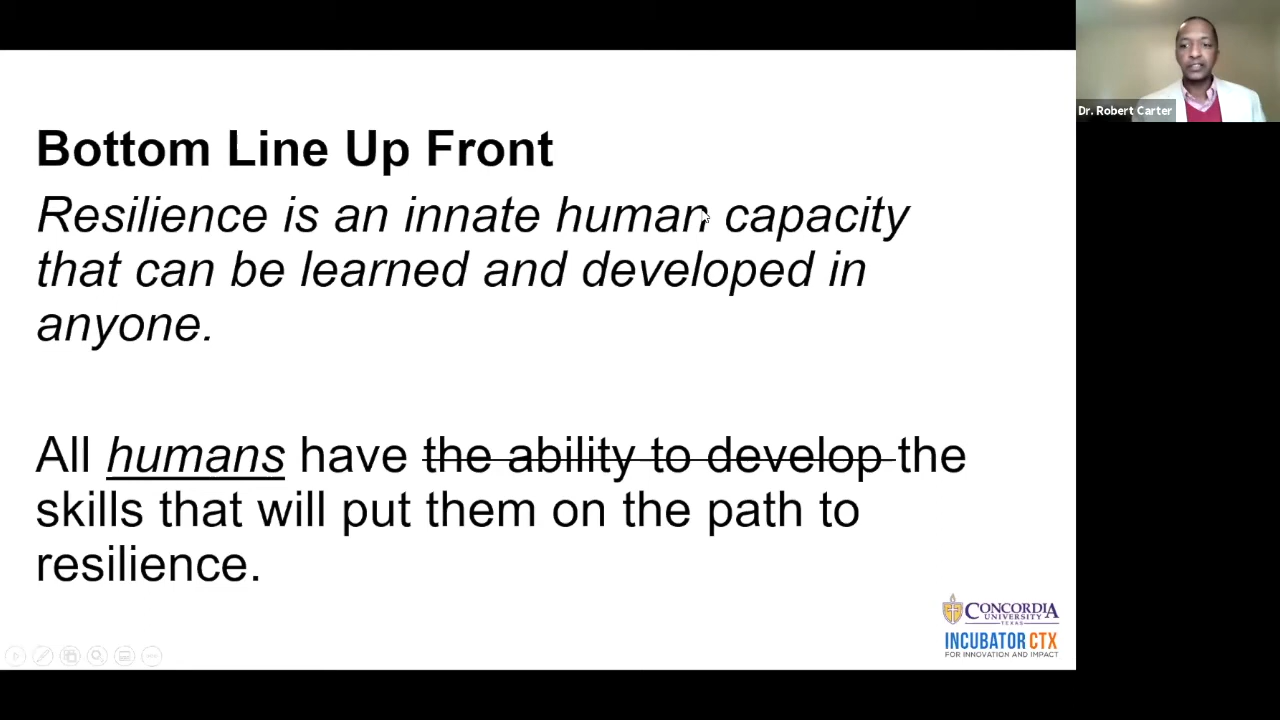 Bottom Line Up Front
Resilience is an innate human capacity
that can be learned and developed in
anyone.
All humans have the ability to develop the
skills that will put them on the path to
resilience.
Dr. Robert Carter
CONCORDIA
UNIVERSITY
TEXAS
INCUBATOR CTX
FOR INNOVATION AND IMPACT